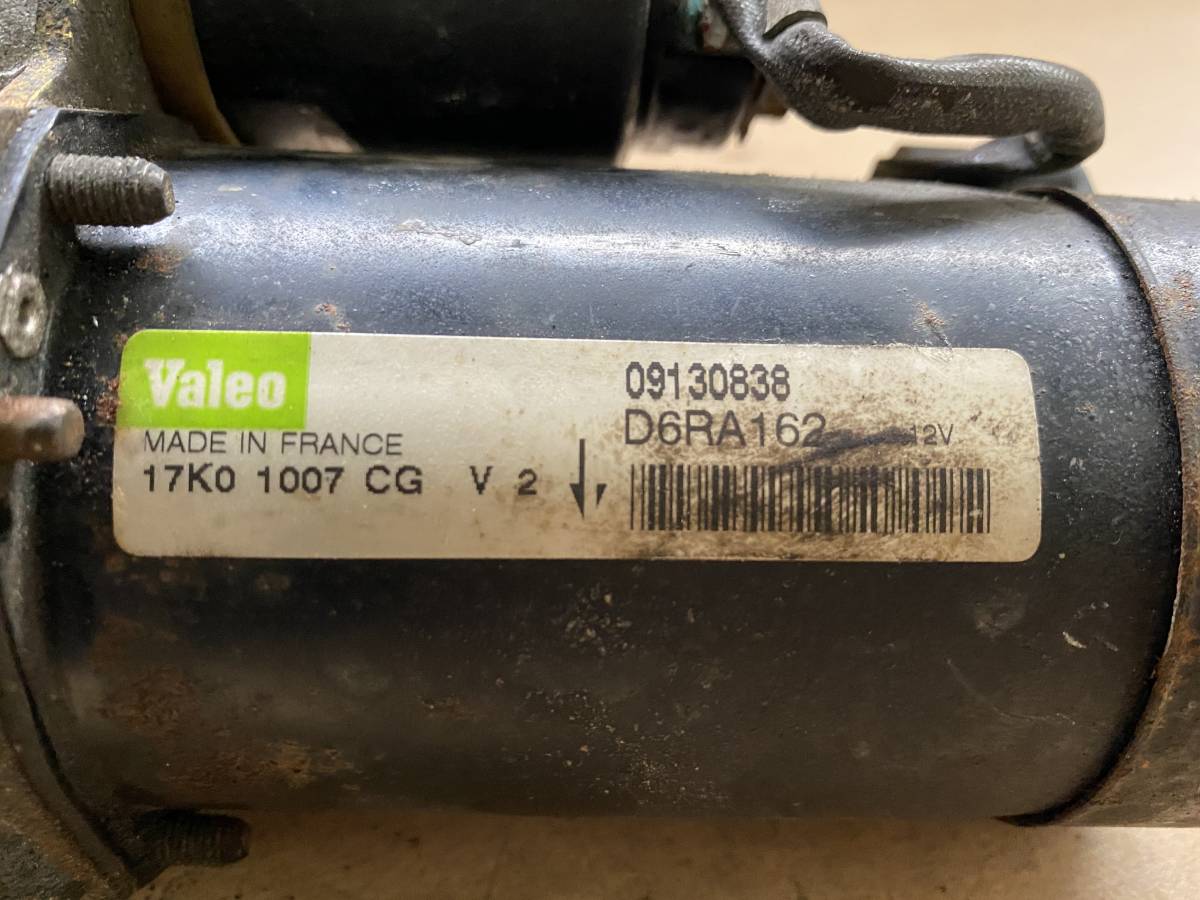 Valeo
MADE IN FRANCE
17K0 1007 CG V 2
09130838
D6RA162 12V